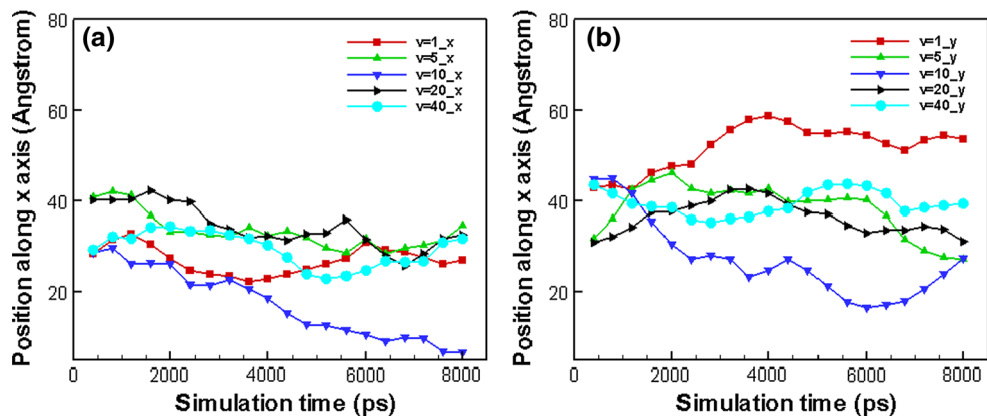 (a)
v=1_x
v=5_x
v=10_x
v=20_x
v=40_x
80
60
40
20
0
2000
4000
6000
8000
Position along x axis (Angstrom)
Simulation time (ps)
(b)
v=1_y
v=5_y
v=10_y
v=20_y
v=40_y
80
60
40
20
0
2000
4000
6000
8000
Position along x axis (Angstrom)
Simulation time (ps)